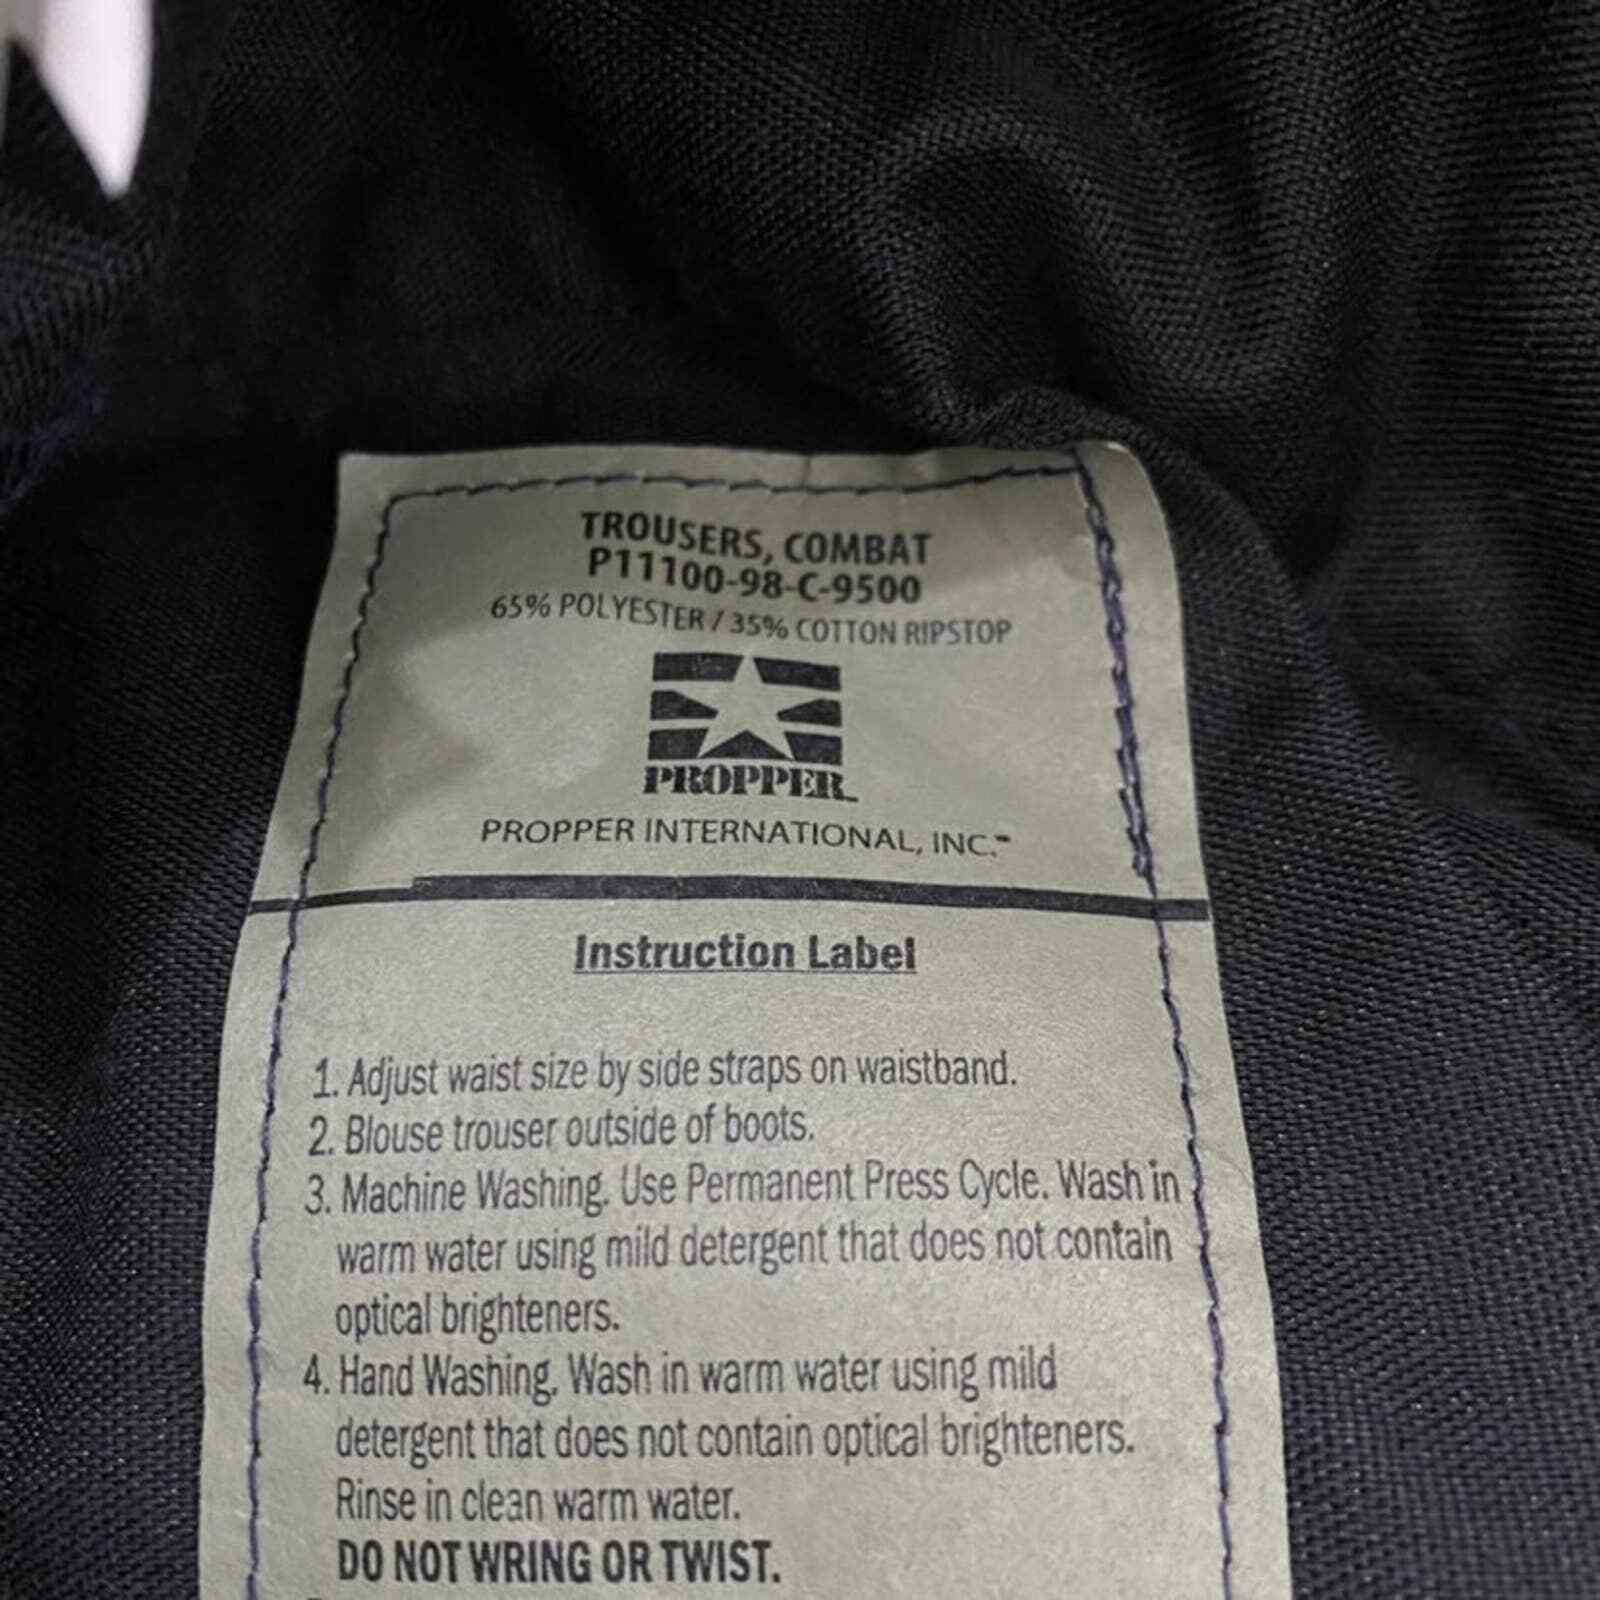 TROUSERS, COMBAT
P11100-98-C-9500
65% POLYESTER / 35% COTTON RIPSTOP
PROPPER
PROPPER INTERNATIONAL, INC.™
Instruction Label
1. Adjust waist size by side straps on waistband.
2. Blouse trouser outside of boots.
3. Machine Washing. Use Permanent Press Cycle. Wash in
warm water using mild detergent that does not contain
optical brighteners.
4. Hand Washing. Wash in warm water using mild
detergent that does not contain optical brighteners.
Rinse in clean warm water.
DO NOT WRING OR TWIST.